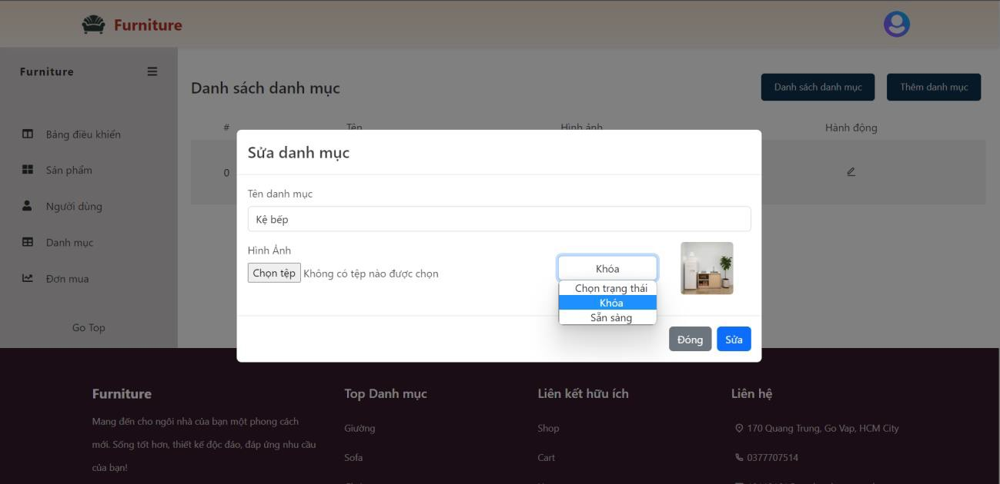 Furniture
Furniture
Danh sách danh mục
Danh sách danh mục
Thêm danh mục
# Tên Hình ảnh Hành động
Bảng điều khiển
Sản phẩm
0
Người dùng
Danh mục
Đơn mua
Go Top
Sửa danh mục
Tên danh mục
Kệ bếp
Hình Ảnh
Chọn tệp Không có tệp nào được chọn
Khóa
Chọn trạng thái
Khóa
Sẵn sàng
Đóng
Sửa
Furniture
Mang đến cho ngôi nhà của bạn một phong cách
mới. Sống tốt hơn, thiết kế độc đáo, đáp ứng nhu cầu
của bạn!
Top Danh mục
Giường
Sofa
Liên kết hữu ích
Shop
Cart
Liên hệ
170 Quang Trung, Go Vap, HCM City
0377707514